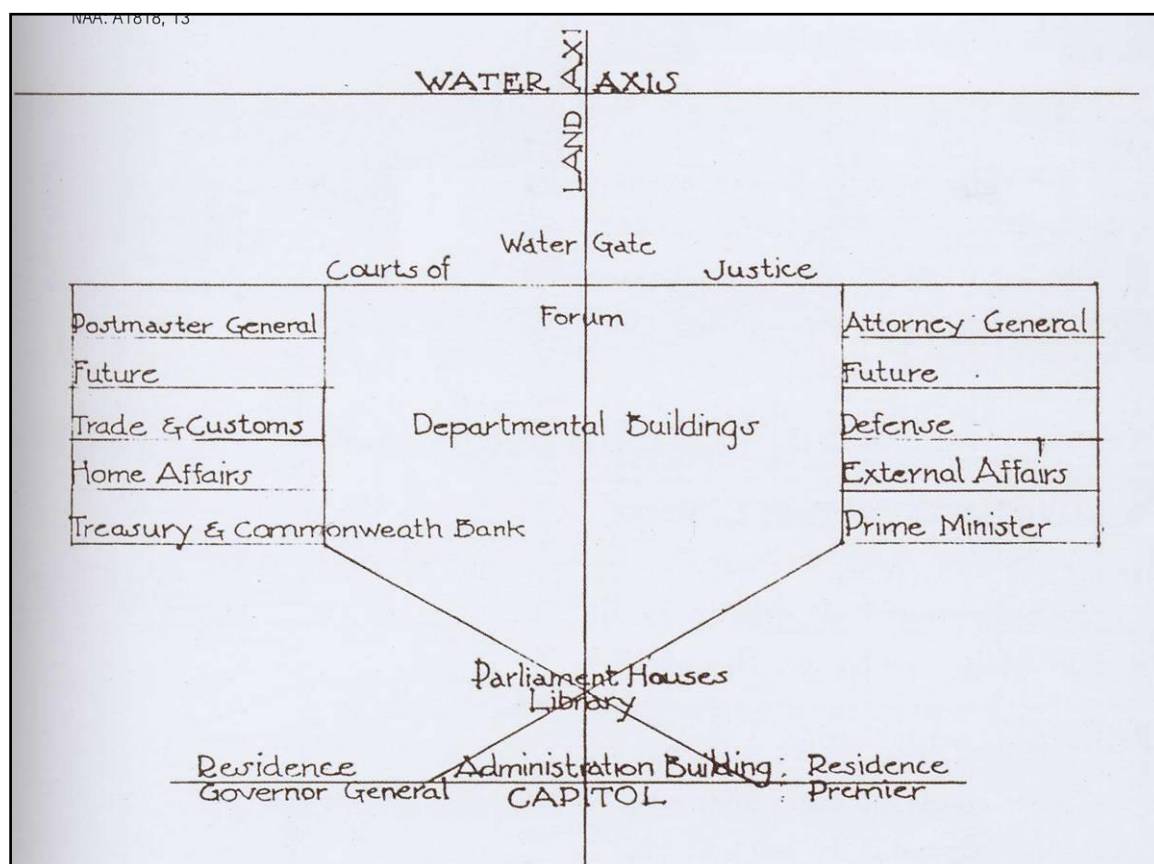 NAA: A1818, 13
WATER AXIS
LAND AXI
Water Gate
Courts of Justice
Forum
Postmaster General
Attorney General
Future
Future
Trade & Customs
Departmental Buildings
Defense
Home Affairs
External Affairs
Treasury & Commonweath Bank
Prime Minister
Parliament Houses
Library
Residence Administration Building: Residence
Governor General CAPITOL Premier